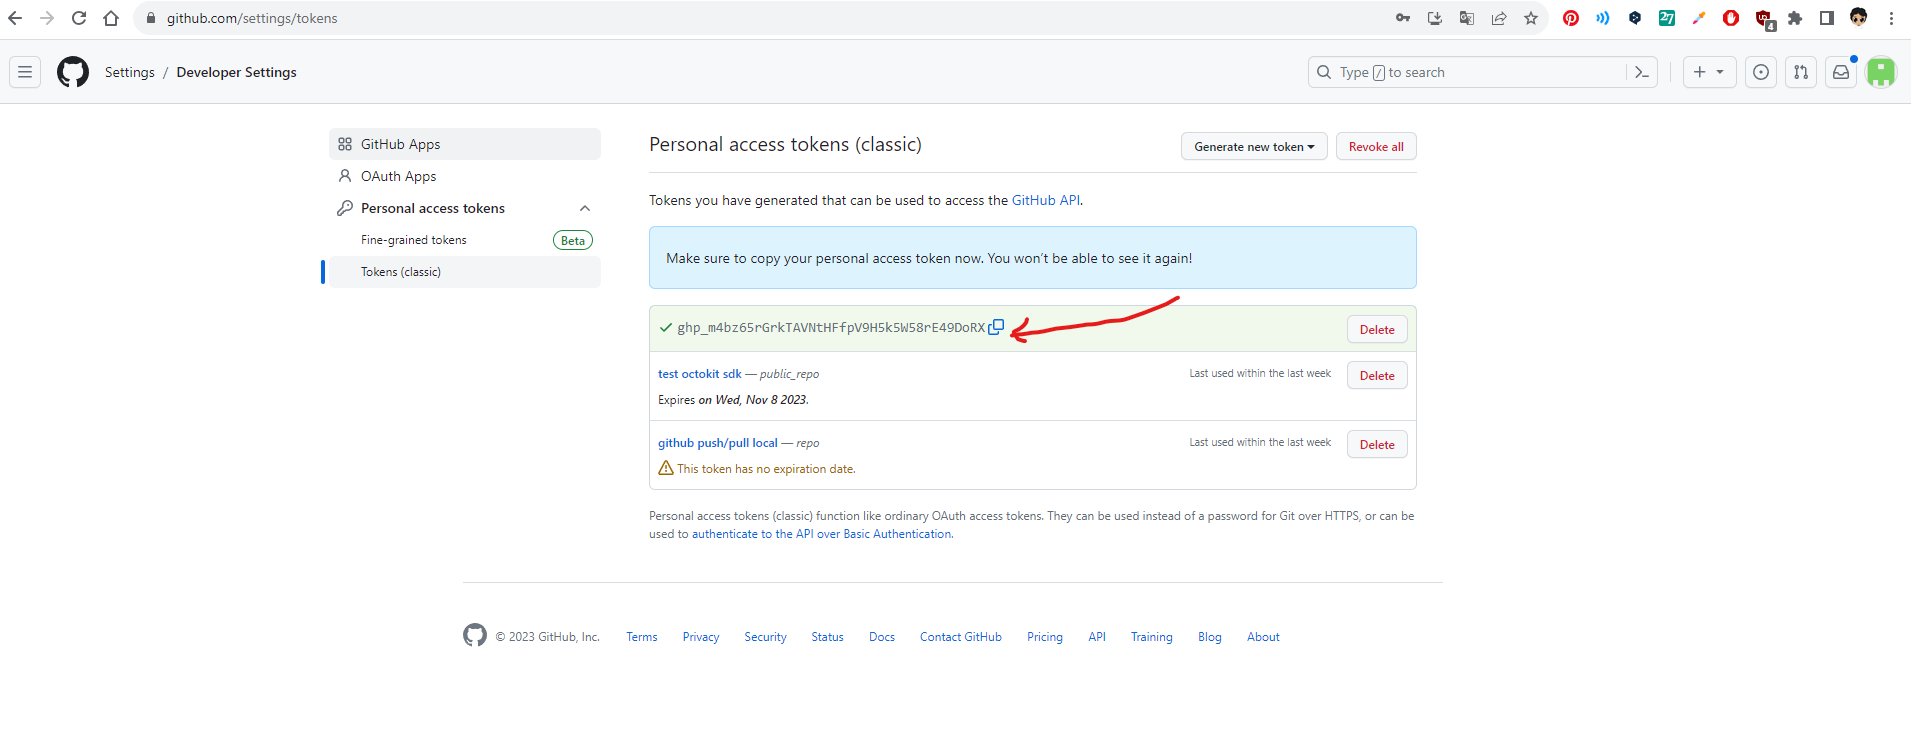 github.com/settings/tokens
27
4
Settings / Developer Settings
Type / to search
GitHub Apps
OAuth Apps
Personal access tokens
Fine-grained tokens Beta
Tokens (classic)
Personal access tokens (classic)
Generate new token
Revoke all
Tokens you have generated that can be used to access the GitHub API.
Make sure to copy your personal access token now. You won't be able to see it again!
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 Delete
test octokit sdk — public_repo Last used within the last week Delete
Expires on Wed, Nov 8 2023.
github push/pull local — repo Last used within the last week Delete
This token has no expiration date.
Personal access tokens (classic) function like ordinary OAuth access tokens. They can be used instead of a password for Git over HTTPS, or can be
used to authenticate to the API over Basic Authentication.
© 2023 GitHub, Inc. Terms Privacy Security Status Docs Contact GitHub Pricing API Training Blog About